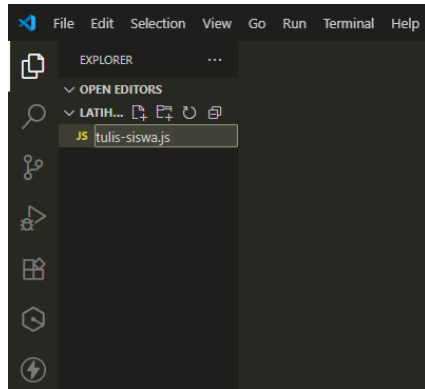 File Edit Selection View Go Run Terminal Help
EXPLORER ...
OPEN EDITORS
LATIH...
JS tulis-siswa.js